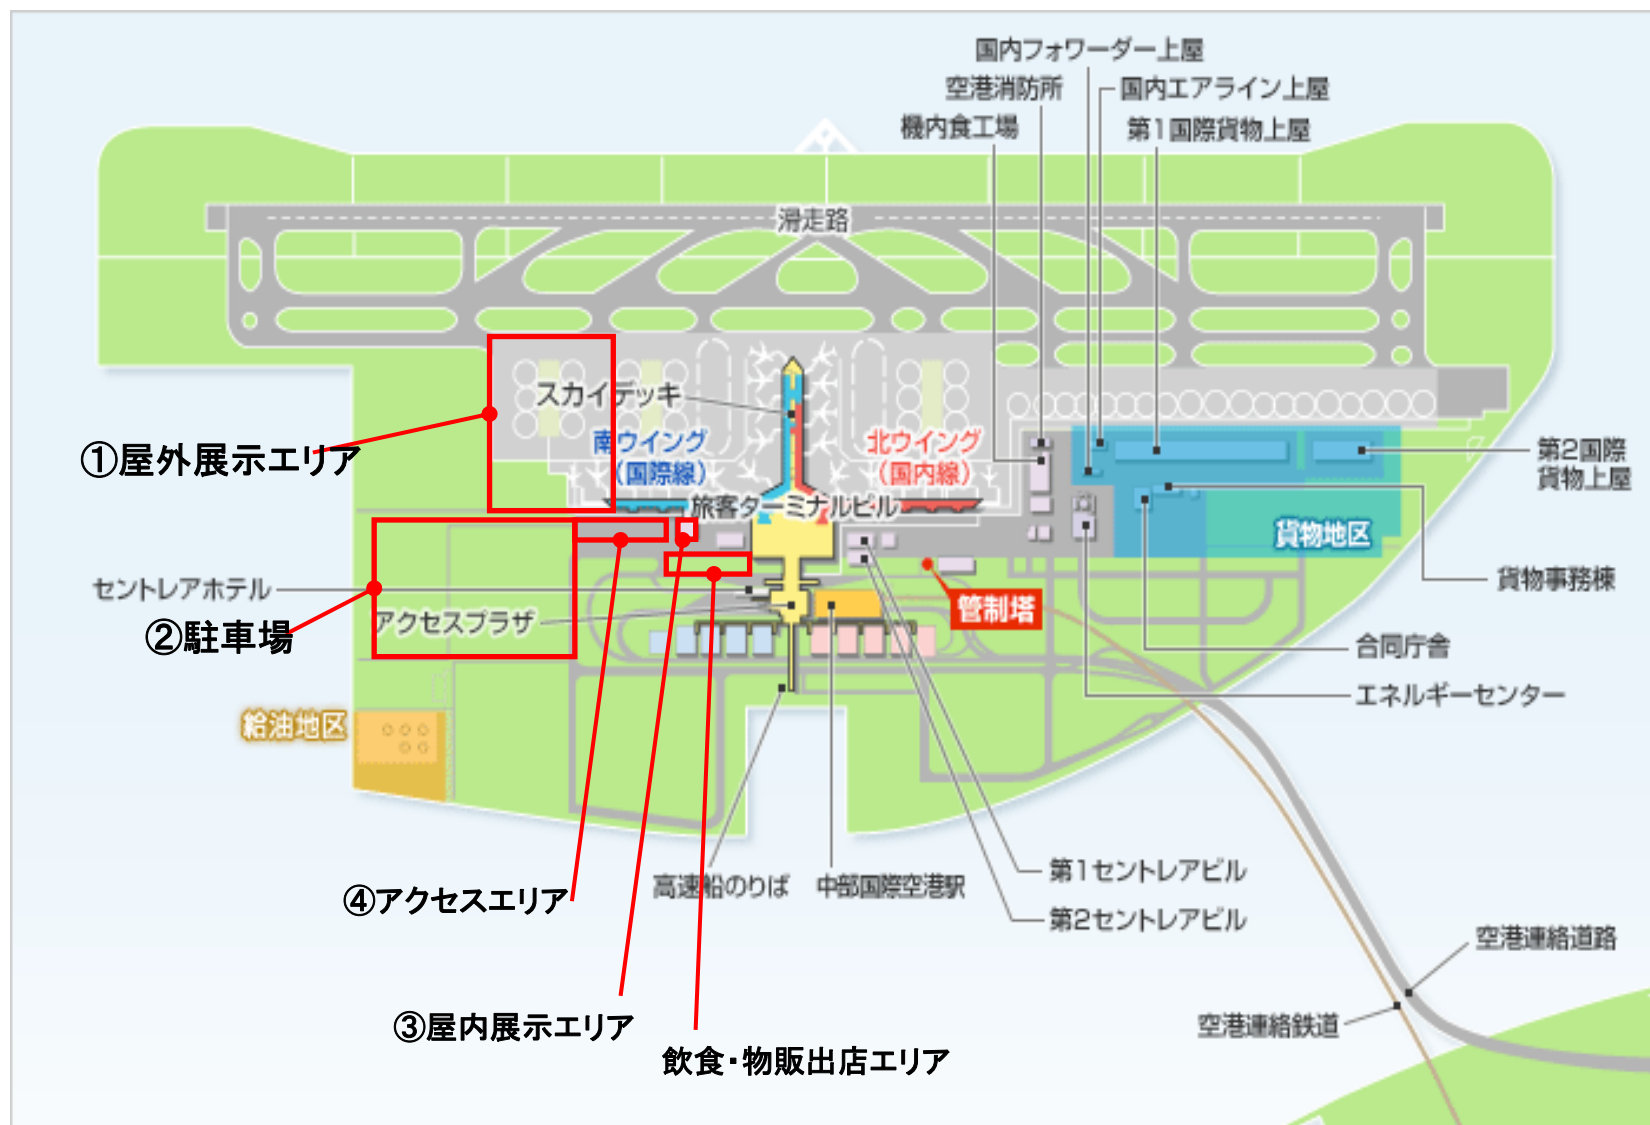 国内フォワーダー上屋
空港消防所
国内エアライン上屋
機内食工場
第1国際貨物上屋
滑走路
スカイデッキ
①屋外展示エリア
南ウイング
(国際線)
北ウイング
(国内線)
第2国際
貨物上屋
旅客ターミナルビル
貨物地区
セントレアホテル
貨物事務棟
管制塔
アクセスプラザ
②駐車場
合同庁舎
エネルギーセンター
給油地区
第1セントレアビル
高速船のりば
中部国際空港駅
④アクセスエリア
第2セントレアビル
空港連絡道路
③屋内展示エリア
空港連絡鉄道
飲食・物販出店エリア